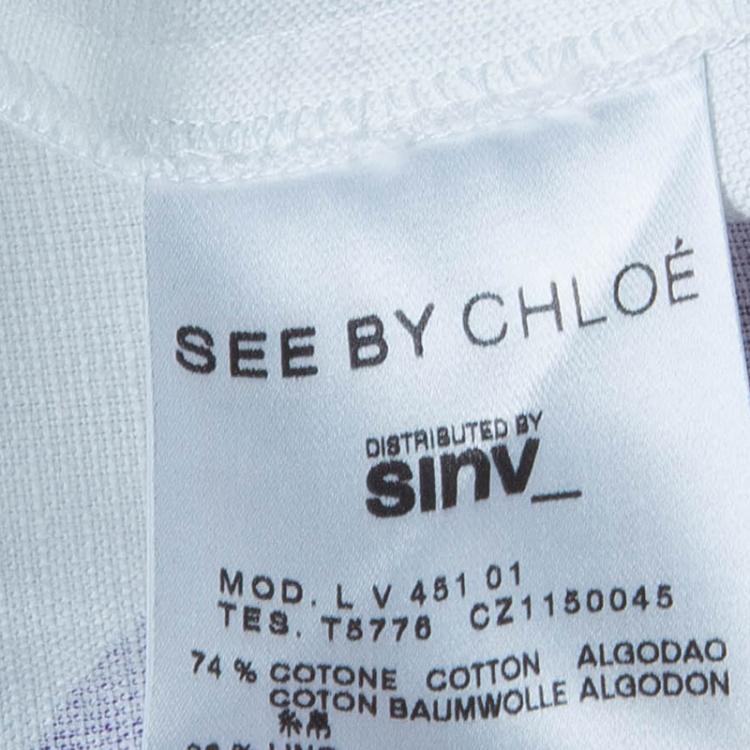 SEE BY CHLOÉ
DISTRIBUTED BY
sinv_
MOD. L V 451 01
TES. T5776 CZ1150045
74 % COTONE COTTON ALGODAO
COTON BAUMWOLLE ALGODON